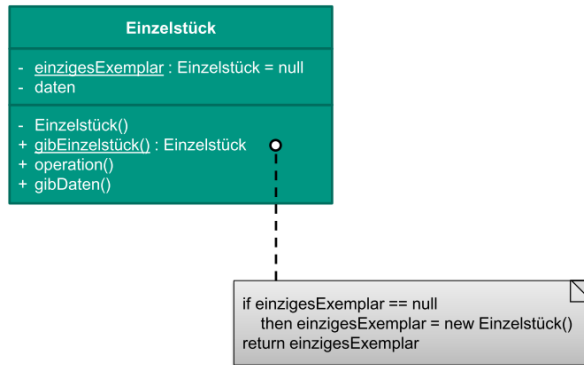 Einzelstück
- einzigesExemplar : Einzelstück = null
- daten
- Einzelstück()
+ gibEinzelstück() : Einzelstück
+ operation()
+ gibDaten()
if einzigesExemplar == null
then einzigesExemplar = new Einzelstück()
return einzigesExemplar